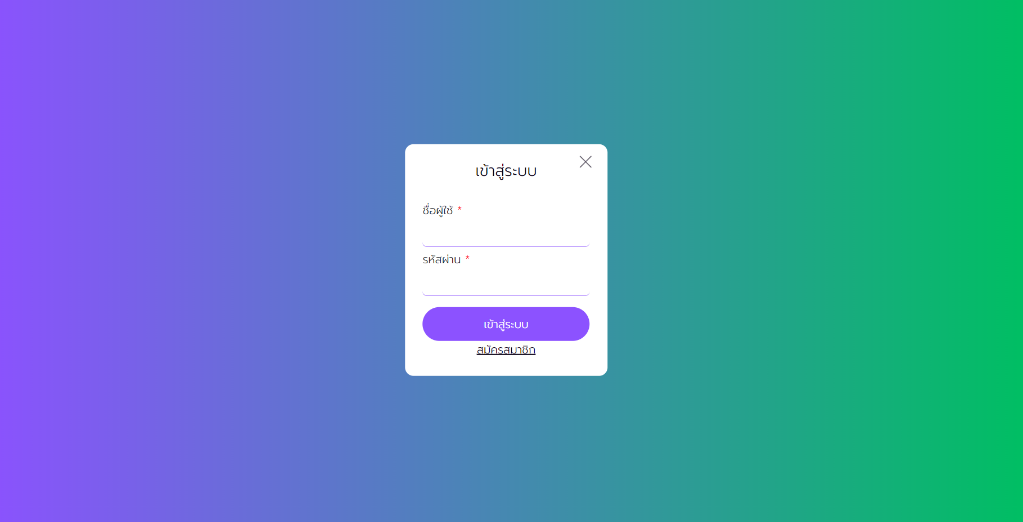 เข้าสู่ระบบ
ชื่อผู้ใช้ *
รหัสผ่าน *
เข้าสู่ระบบ
สมัครสมาชิก